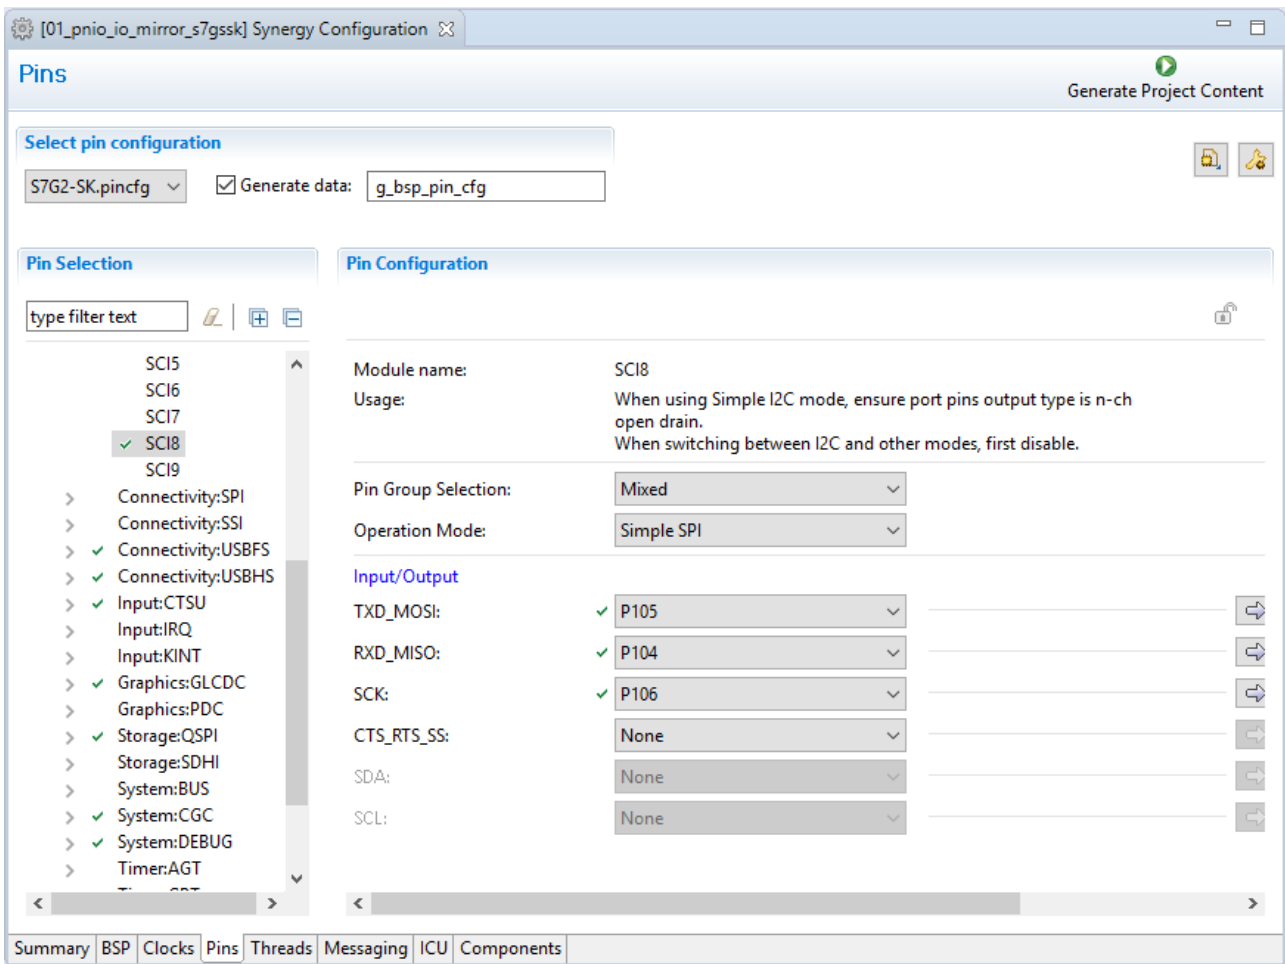 [01_pnio_io_mirror_s7gssk] Synergy Configuration
Pins
Generate Project Content
Select pin configuration
S7G2-SK.pincfg
Generate data:
g_bsp_pin_cfg
Pin Selection
type filter text
SCI5
SCI6
SCI7
SCI8
SCI9
Connectivity:SPI
Connectivity:SSI
Connectivity:USBFS
Connectivity:USBHS
Input:CTSU
Input:IRQ
Input:KINT
Graphics:GLCDC
Graphics:PDC
Storage:QSPI
Storage:SDHI
System:BUS
System:CGC
System:DEBUG
Timer:AGT
Pin Configuration
Module name: SCI8
Usage: When using Simple I2C mode, ensure port pins output type is n-ch
open drain.
When switching between I2C and other modes, first disable.
Pin Group Selection: Mixed
Operation Mode: Simple SPI
Input/Output
TXD_MOSI: P105
RXD_MISO: P104
SCK: P106
CTS_RTS_SS: None
SDA: None
SCL: None
Summary BSP Clocks Pins Threads Messaging ICU Components